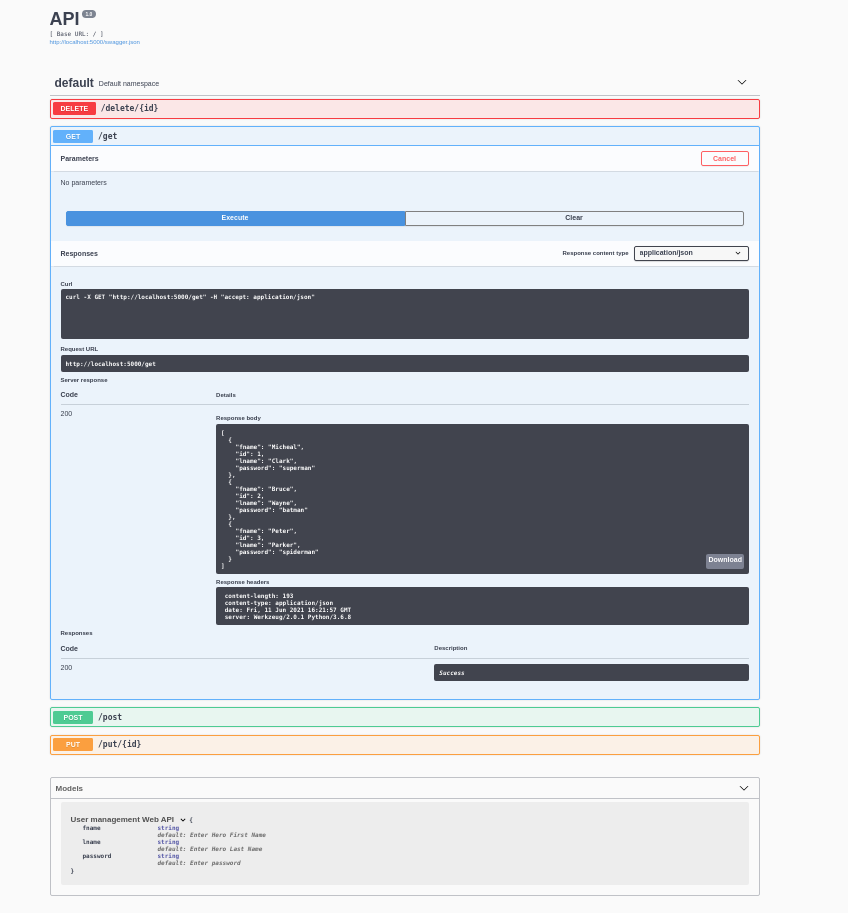 API 1.0
[ Base URL: / ]
http://localhost:5000/swagger.json
default Default namespace
DELETE /delete/{id}
GET /get
Parameters
Cancel
No parameters
Execute
Clear
Responses
Response content type
application/json
Curl
curl -X GET "http://localhost:5000/get" -H "accept: application/json"
Request URL
http://localhost:5000/get
Server response
Code Details
200
Response body
[
  {
    "fname": "Micheal",
    "id": 1,
    "lname": "Clark",
    "password": "superman"
  },
  {
    "fname": "Bruce",
    "id": 2,
    "lname": "Wayne",
    "password": "batman"
  },
  {
    "fname": "Peter",
    "id": 3,
    "lname": "Parker",
    "password": "spiderman"
  }
]
Download
Response headers
content-length: 193
content-type: application/json
date: Fri, 11 Jun 2021 16:21:57 GMT
server: Werkzeug/2.0.1 Python/3.6.8
Responses
Code Description
200 Success
POST /post
PUT /put/{id}
Models
User management Web API {
fname string
default: Enter Hero First Name
lname string
default: Enter Hero Last Name
password string
default: Enter password
}